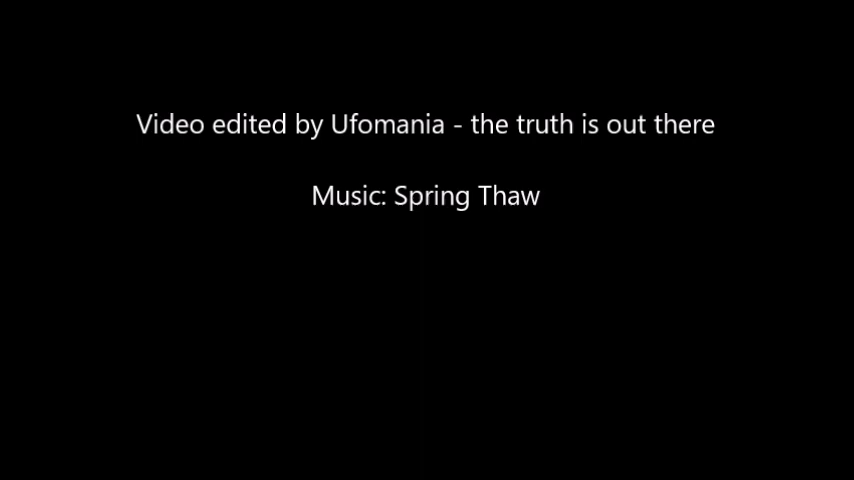 Video edited by Ufomania - the truth is out there
Music: Spring Thaw